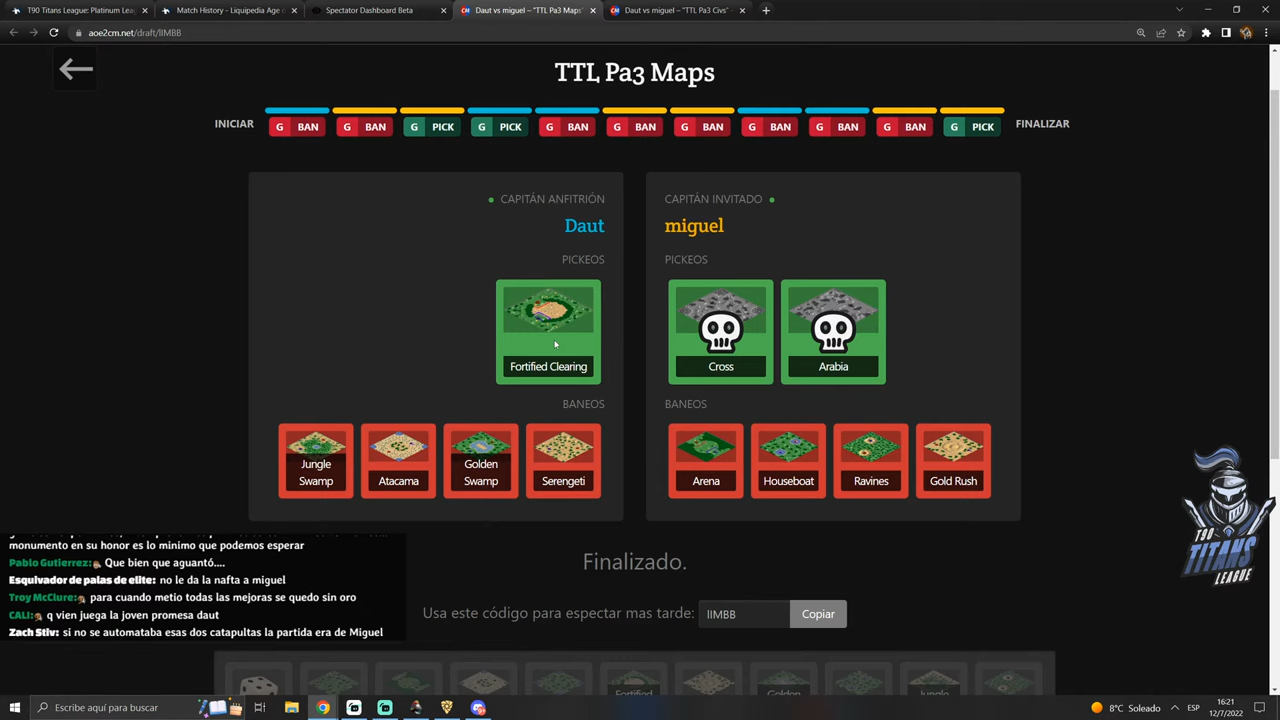 T90 Titans League: Platinum Leag
Match History - Liquipedia Age o
Spectator Dashboard Beta
Daut vs miguel – "TTL Pa3 Maps"
Daut vs miguel – "TTL Pa3 Civs"
aoe2cm.net/draft/lIMBB
TTL Pa3 Maps
INICIAR
G BAN
G BAN
G PICK
G PICK
G BAN
G BAN
G BAN
G BAN
G BAN
G BAN
G PICK
FINALIZAR
CAPITÁN ANFITRIÓN
Daut
PICKEOS
Fortified Clearing
BANEOS
Jungle Swamp
Atacama
Golden Swamp
Serengeti
CAPITÁN INVITADO
miguel
PICKEOS
Cross
Arabia
BANEOS
Arena
Houseboat
Ravines
Gold Rush
monumento en su honor es lo minimo que podemos esperar
Pablo Gutierrez: Que bien que aguantó....
Esquivador de palas de elite: no le da la nafta a miguel
Troy McClure: para cuando metio todas las mejoras se quedo sin oro
CALI: q vien juega la joven promesa daut
Zach Stiv: si no se automataba esas dos catapultas la partida era de Miguel
Finalizado.
Usa este código para espectar mas tarde: lIMBB Copiar
Fortified
Golden
Jungle
T90
TITANS
LEAGUE
Escribe aquí para buscar
8°C Soleado
ESP
16:21
12/7/2022